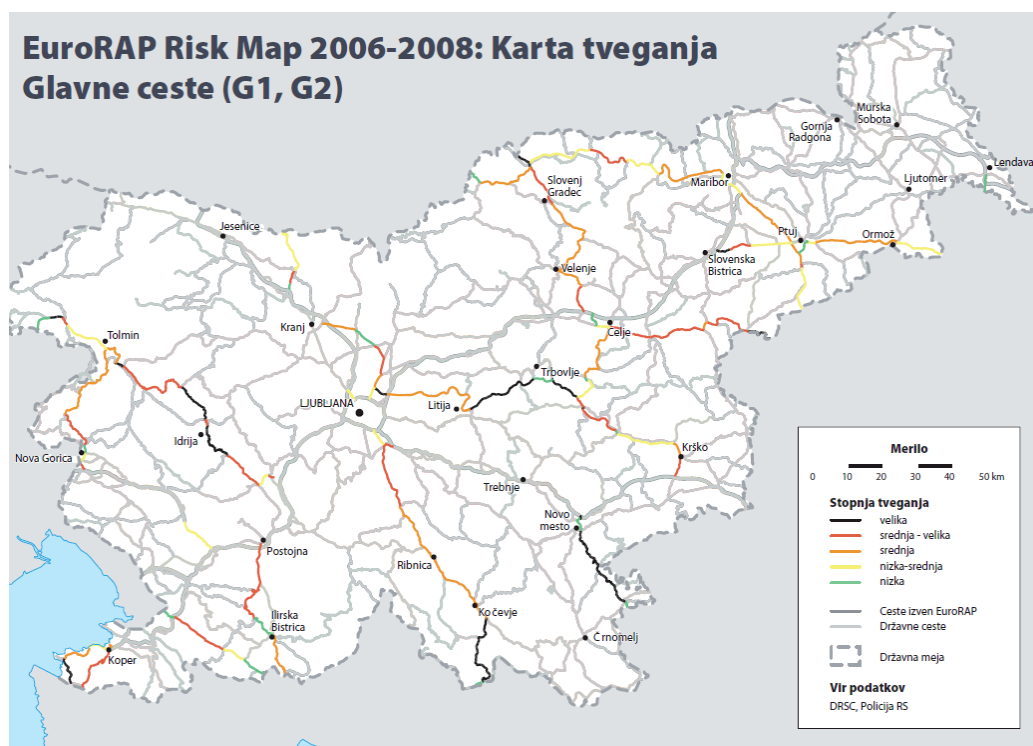 EuroRAP Risk Map 2006-2008: Karta tveganja
Glavne ceste (G1, G2)
Murska
Sobota
Gornja
Radgona
Lendava
Slovenj
Gradec
Maribor
Ljutomer
Jesenice
Ptuj
Ormož
Velenje
Slovenska
Bistrica
Kranj
Celje
Tolmin
Trbovlje
LJUBLJANA
Litija
Idrija
Krško
Nova Gorica
Trebnje
Novo
mesto
Postojna
Ribnica
Kočevje
Ilirska
Bistrica
Črnomelj
Koper
Merilo
0 10 20 30 40 50 km
Stopnja tveganja
velika
srednja - velika
srednja
nizka-srednja
nizka
Ceste izven EuroRAP
Državne ceste
Državna meja
Vir podatkov
DRSC, Policija RS